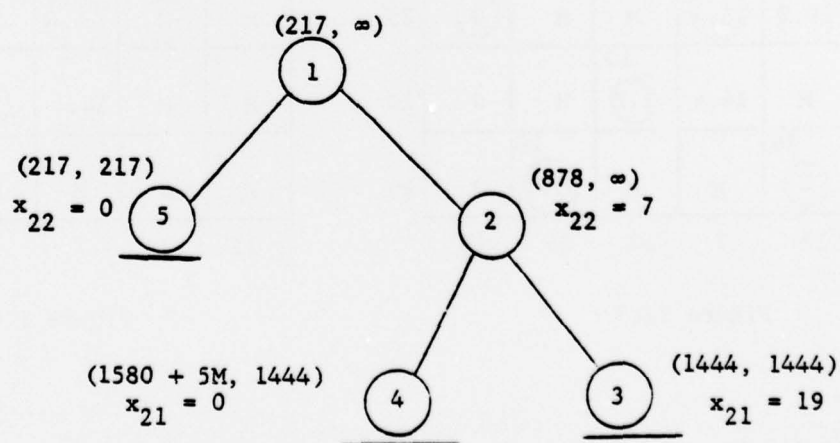 (217, ∞)
1
(217, 217)
x22 = 0
5
(878, ∞)
x22 = 7
2
(1580 + 5M, 1444)
x21 = 0
4
3
(1444, 1444)
x21 = 19